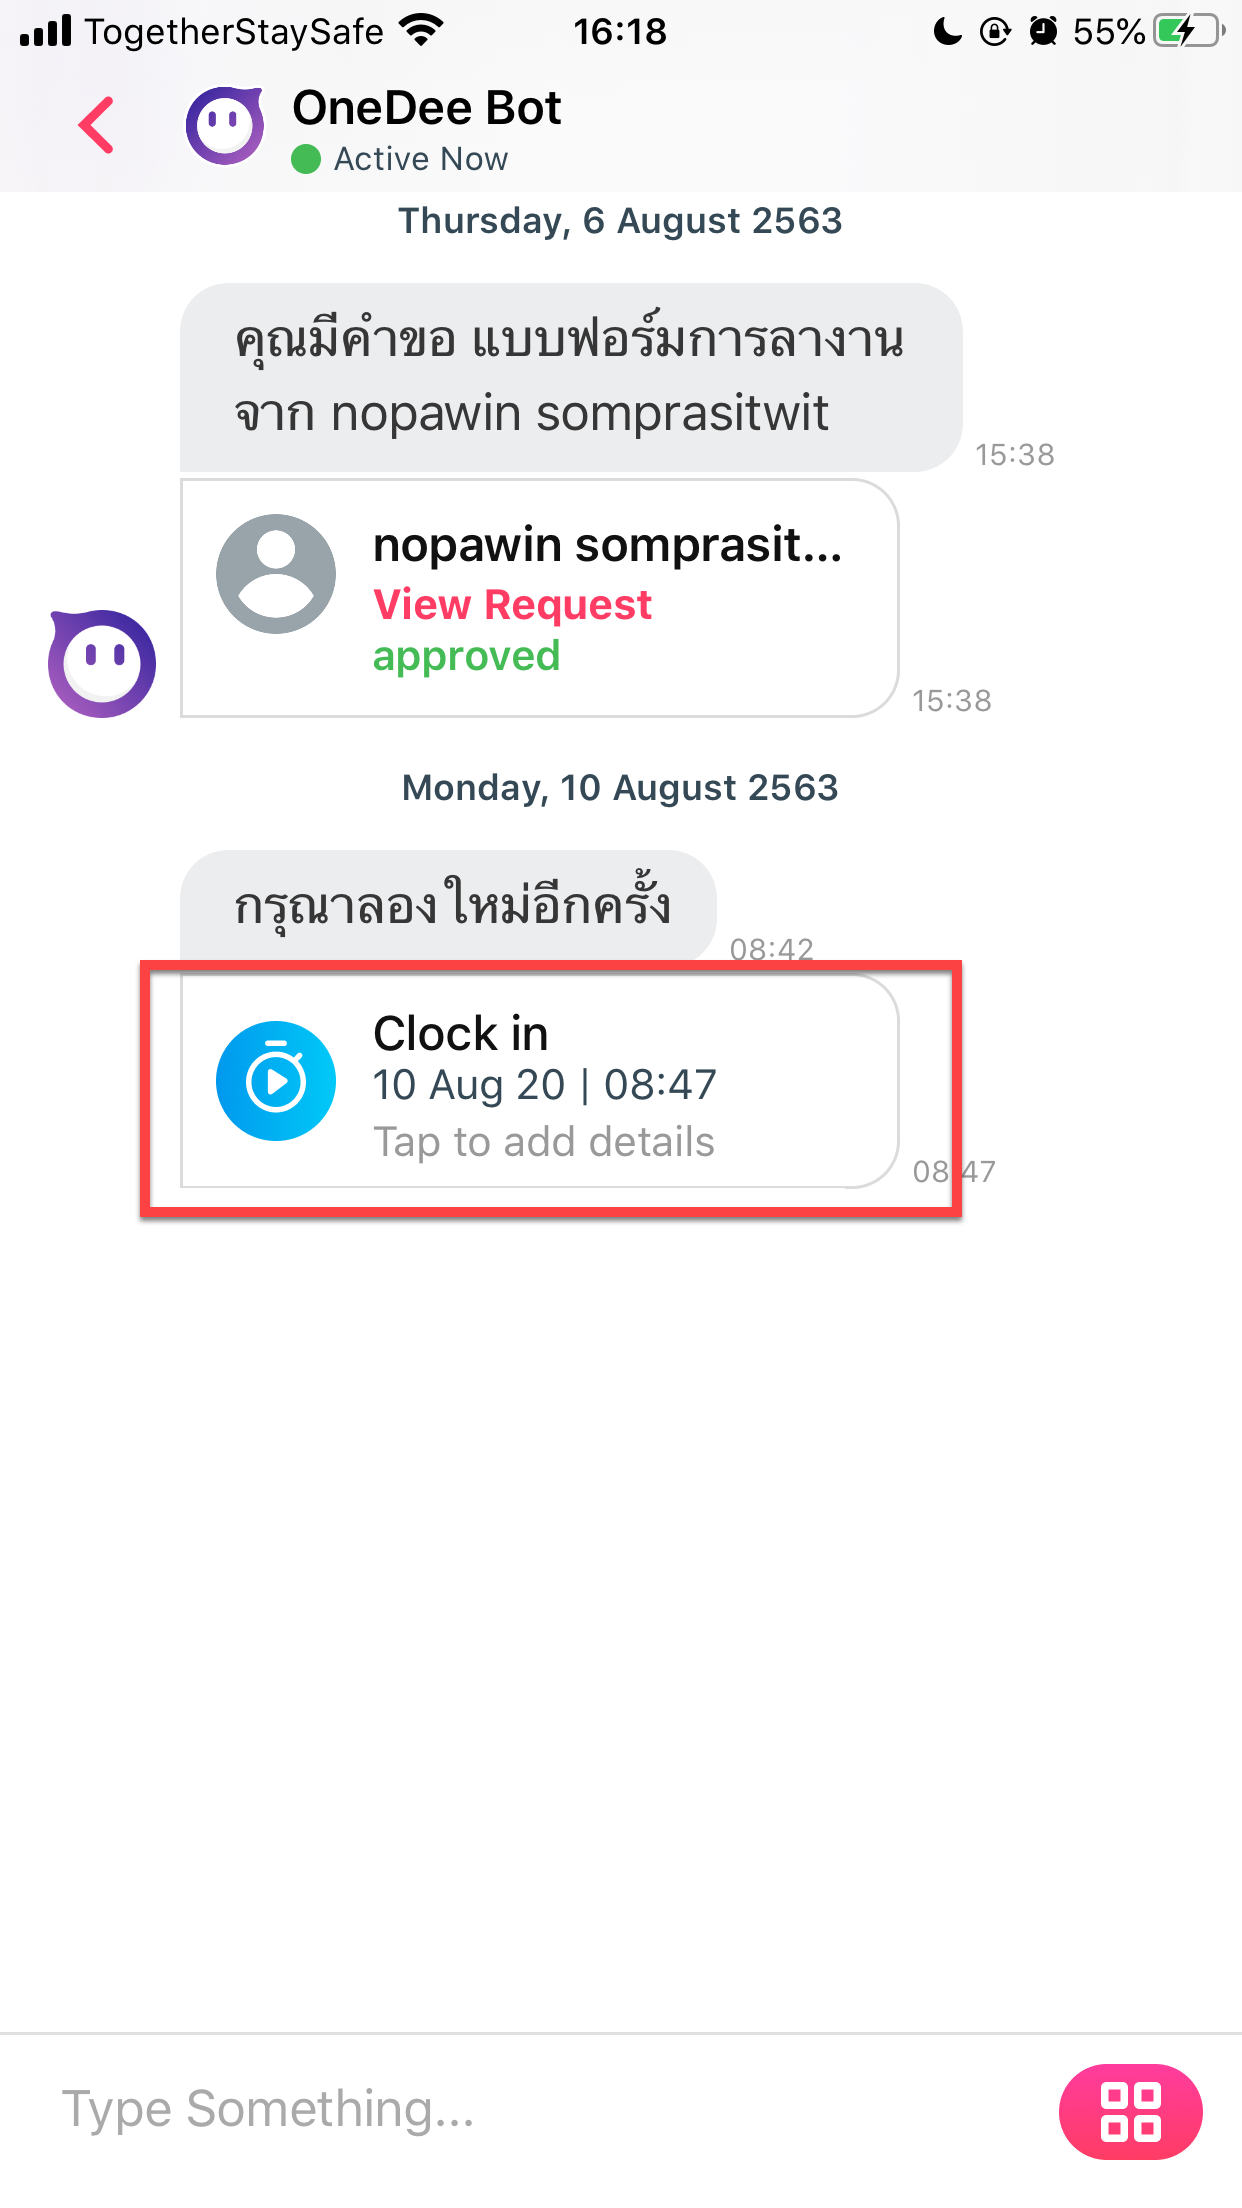 TogetherStaySafe 16:18 55%
OneDee Bot
Active Now
Thursday, 6 August 2563
คุณมีคำขอ แบบฟอร์มการลางาน
จาก nopawin somprasitwit
15:38
nopawin somprasit...
View Request
approved
15:38
Monday, 10 August 2563
กรุณาลองใหม่อีกครั้ง
08:42
Clock in
10 Aug 20 | 08:47
Tap to add details
08:47
Type Something...